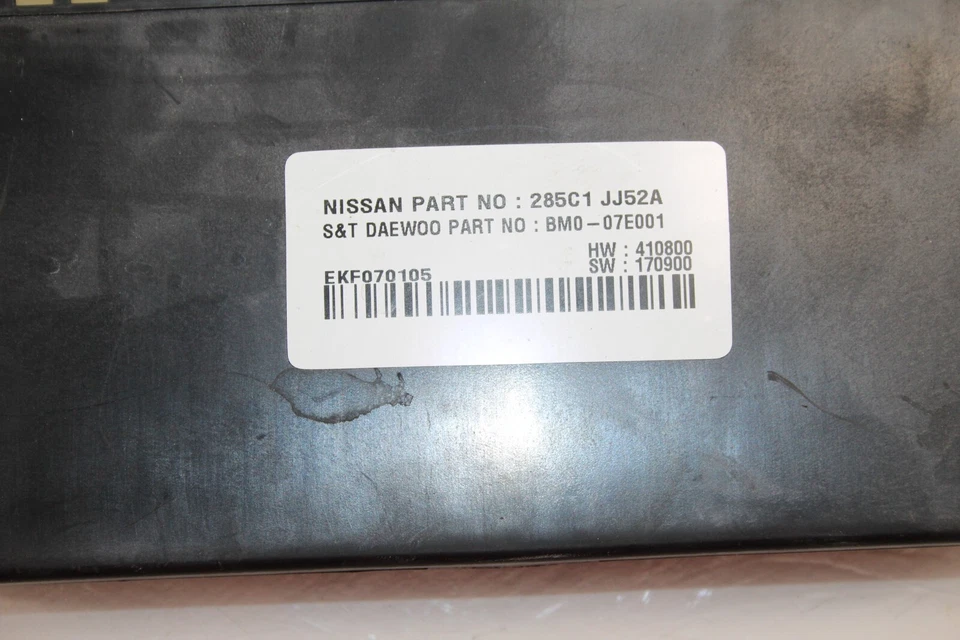 NISSAN PART NO : 285C1 JJ52A
S&T DAEWOO PART NO : BM0-07E001
HW : 410800
SW : 170900
EKF070105